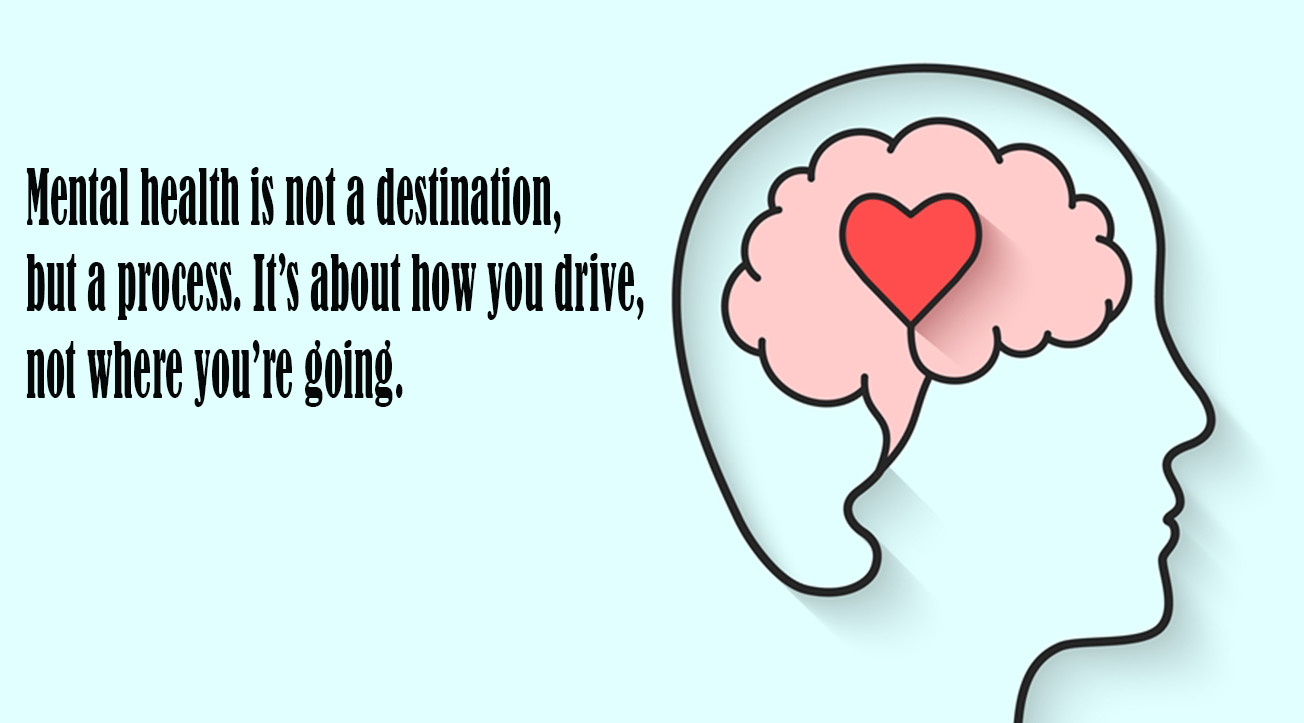 Mental health is not a destination,
but a process. It’s about how you drive,
not where you’re going.